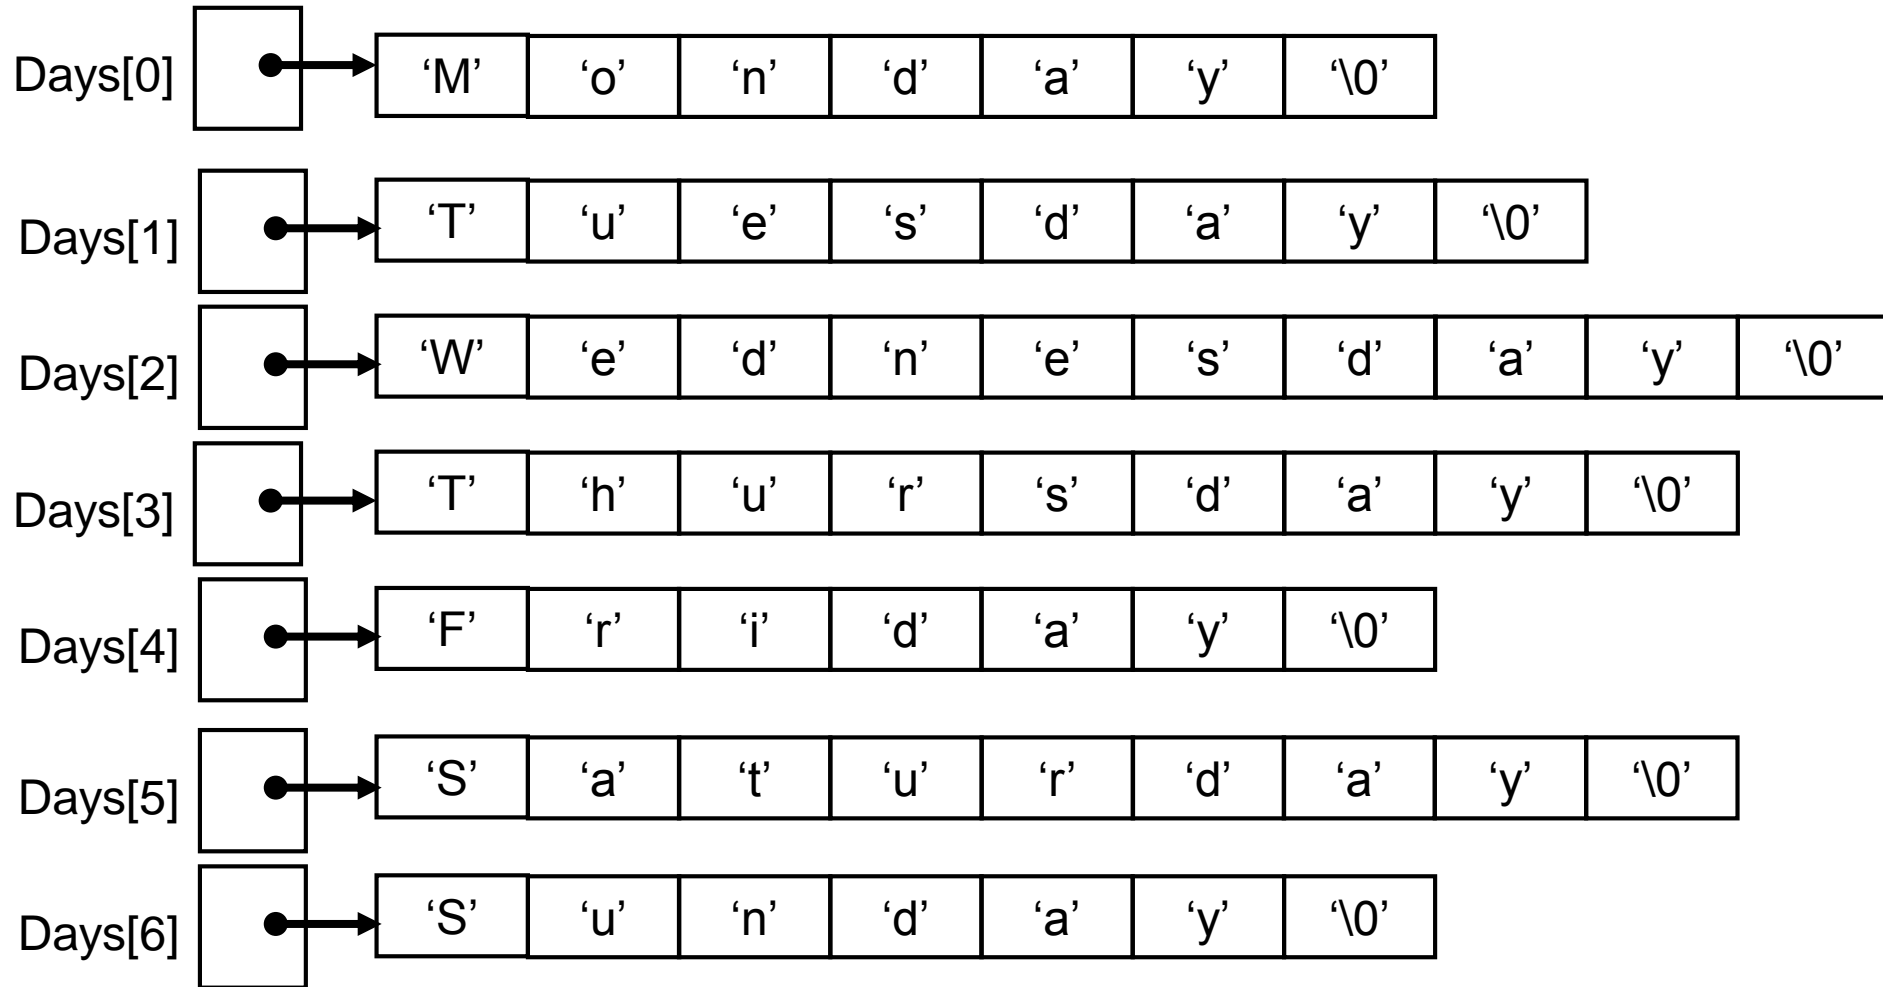 Days[0] ‘M’ ‘o’ ‘n’ ‘d’ ‘a’ ‘y’ ‘\0’
Days[1] ‘T’ ‘u’ ‘e’ ‘s’ ‘d’ ‘a’ ‘y’ ‘\0’
Days[2] ‘W’ ‘e’ ‘d’ ‘n’ ‘e’ ‘s’ ‘d’ ‘a’ ‘y’ ‘\0’
Days[3] ‘T’ ‘h’ ‘u’ ‘r’ ‘s’ ‘d’ ‘a’ ‘y’ ‘\0’
Days[4] ‘F’ ‘r’ ‘i’ ‘d’ ‘a’ ‘y’ ‘\0’
Days[5] ‘S’ ‘a’ ‘t’ ‘u’ ‘r’ ‘d’ ‘a’ ‘y’ ‘\0’
Days[6] ‘S’ ‘u’ ‘n’ ‘d’ ‘a’ ‘y’ ‘\0’